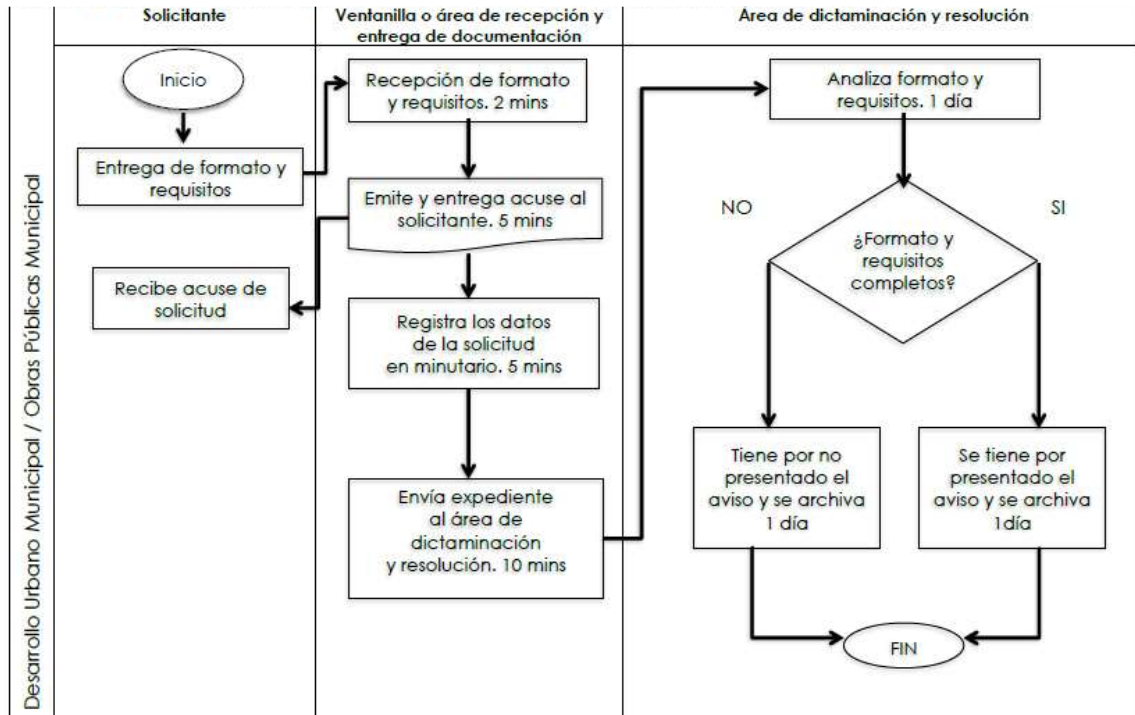 Desarrollo Urbano Municipal / Obras Públicas Municipal
Solicitante
Ventanilla o área de recepción y
entrega de documentación
Área de dictaminación y resolución
Inicio
Entrega de formato y
requisitos
Recibe acuse de
solicitud
Recepción de formato
y requisitos. 2 mins
Emite y entrega acuse al
solicitante. 5 mins
Registra los datos
de la solicitud
en minutario. 5 mins
Envía expediente
al área de
dictaminación
y resolución. 10 mins
Analiza formato y
requisitos. 1 día
NO
SI
¿Formato y
requisitos
completos?
Tiene por no
presentado el
aviso y se archiva
1 día
Se tiene por
presentado el
aviso y se archiva
1día
FIN